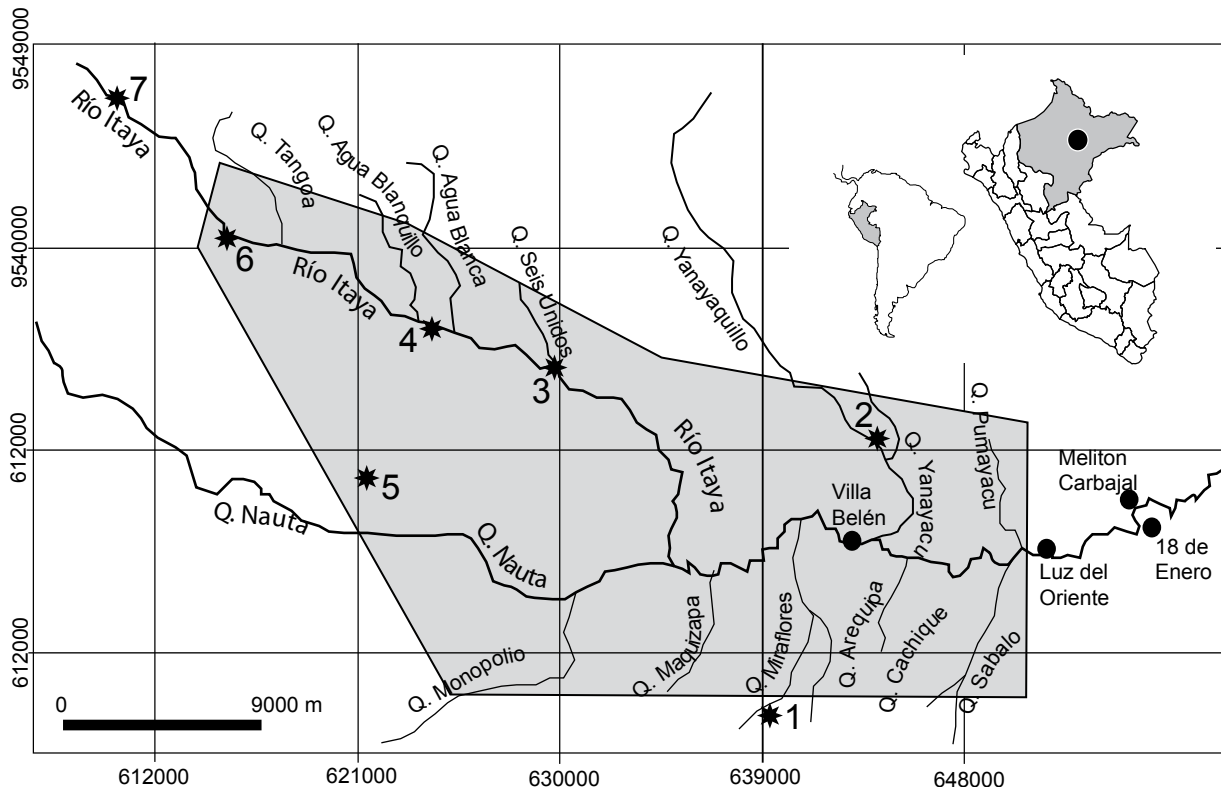 9549000
9540000
612000
612000
7
Río Itaya
Q. Tangoa
Q. Agua Blanquillo
Q. Agua Blanca
Q. Seis Unidos
Q. Yanayaquillo
6
Río Itaya
4
3
2
Río Itaya
Q. Pumayacu
Q. Yanayacu
5
Q. Nauta
Q. Nauta
Villa
Belén
Meliton
Carbajal
18 de
Enero
Luz del
Oriente
Q. Monopolio
Q. Maquizapa
Q. Miraflores
Q. Arequipa
Q. Cachique
Q. Sabalo
1
0
9000 m
612000
621000
630000
639000
648000